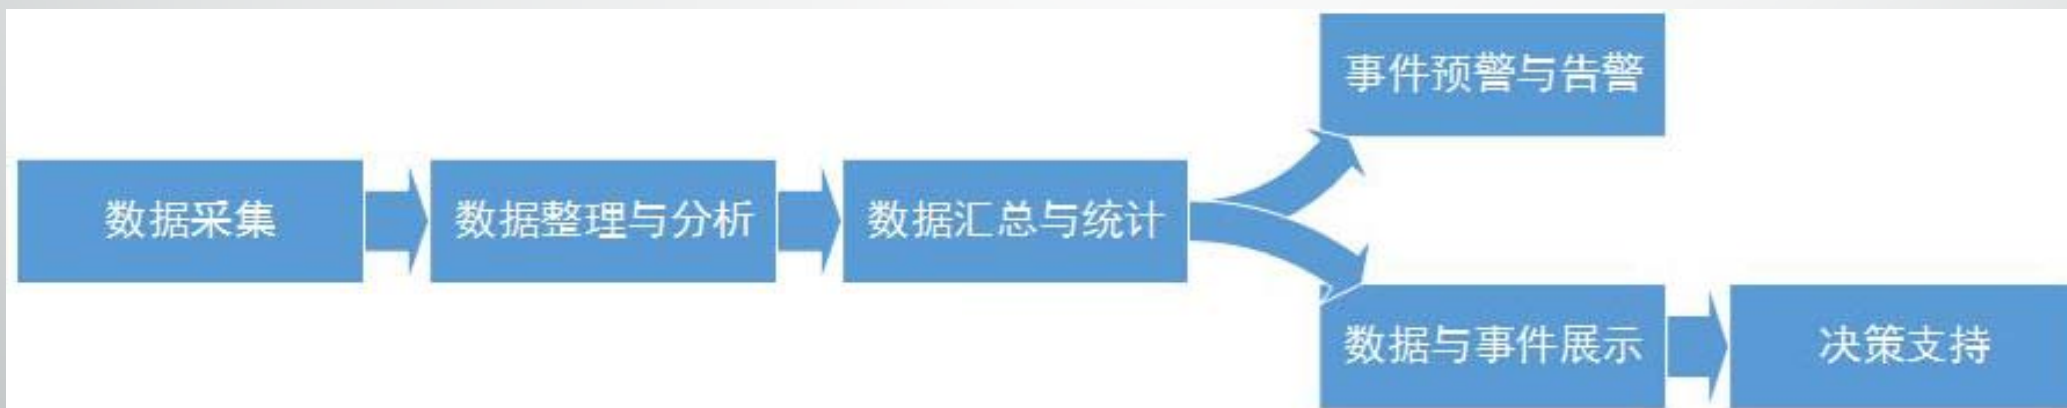 数据采集
数据整理与分析
数据汇总与统计
事件预警与告警
数据与事件展示
决策支持